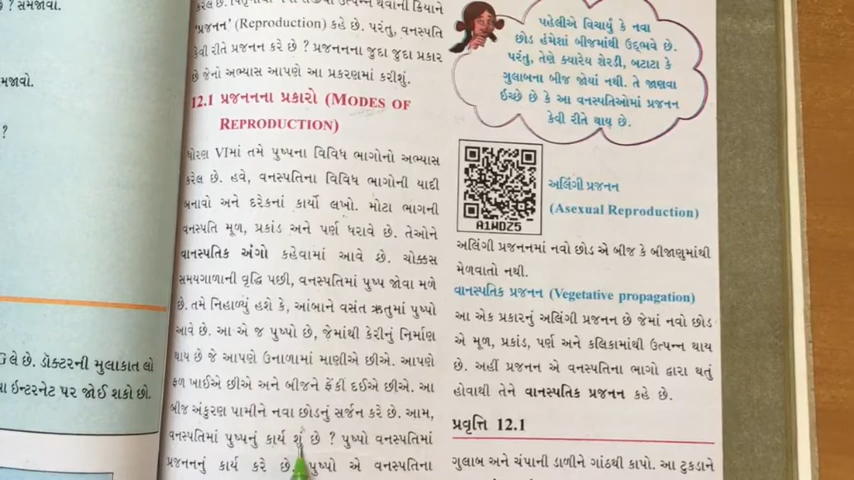 ? સમજાવો.
મજાવો.
?
લે છે. ડૉક્ટરની મુલાકાત લો
ઇન્ટરનેટ પર જોઈ શકો છો.
'પ્રજનન' (Reproduction) કહે છે. પરંતુ, વનસ્પતિ
કેવી રીતે પ્રજનન કરે છે ? પ્રજનનના જુદા જુદા પ્રકાર
છે જેનો અભ્યાસ આપણે આ પ્રકરણમાં કરીશું.
12.1 પ્રજનનના પ્રકારો (MODES OF
REPRODUCTION)
ધોરણ VIમાં તમે પુષ્પના વિવિધ ભાગોનો અભ્યાસ
કરેલ છે. હવે, વનસ્પતિના વિવિધ ભાગોની યાદી
બનાવો અને દરેકનાં કાર્યો લખો. મોટા ભાગની
વનસ્પતિ મૂળ, પ્રકાંડ અને પર્ણ ધરાવે છે. તેઓને
વાનસ્પતિક અંગો કહેવામાં આવે છે. ચોક્કસ
સમયગાળાની વૃદ્ધિ પછી, વનસ્પતિમાં પુષ્પ જોવા મળે
છે. તમે નિહાળ્યું હશે કે, આંબાને વસંત ઋતુમાં પુષ્પો
આવે છે. આ એ જ પુષ્પો છે, જેમાંથી કેરીનું નિર્માણ
થાય છે જે આપણે ઉનાળામાં માણીએ છીએ. આપણે
ફળ ખાઈએ છીએ અને બીજને ફેંકી દઈએ છીએ. આ
બીજ અંકુરણ પામીને નવા છોડનું સર્જન કરે છે. આમ,
વનસ્પતિમાં પુષ્પનું કાર્ય શું છે ? પુષ્પો વનસ્પતિમાં
પ્રજનનનું કાર્ય કરે છે. પુષ્પો એ વનસ્પતિના
પહેલીએ વિચાર્યું કે નવા
છોડ હંમેશાં બીજમાંથી ઉદ્ભવે છે.
પરંતુ, તેણે ક્યારેય શેરડી, બટાટા કે
ગુલાબના બીજ જોયાં નથી. તે જાણવા
ઇચ્છે છે કે આ વનસ્પતિઓમાં પ્રજનન
કેવી રીતે થાય છે.
A1WDZ5
અલિંગી પ્રજનન
(Asexual Reproduction)
અલિંગી પ્રજનનમાં નવો છોડ એ બીજ કે બીજાણુમાંથી
મેળવાતો નથી.
વાનસ્પતિક પ્રજનન (Vegetative propagation)
આ એક પ્રકારનું અલિંગી પ્રજનન છે જેમાં નવો છોડ
એ મૂળ, પ્રકાંડ, પર્ણ અને કલિકામાંથી ઉત્પન્ન થાય
છે. અહીં પ્રજનન એ વનસ્પતિના ભાગો દ્વારા થતું
હોવાથી તેને વાનસ્પતિક પ્રજનન કહે છે.
પ્રવૃત્તિ 12.1
ગુલાબ અને ચંપાની ડાળીને ગાંઠથી કાપો. આ ટુકડાને